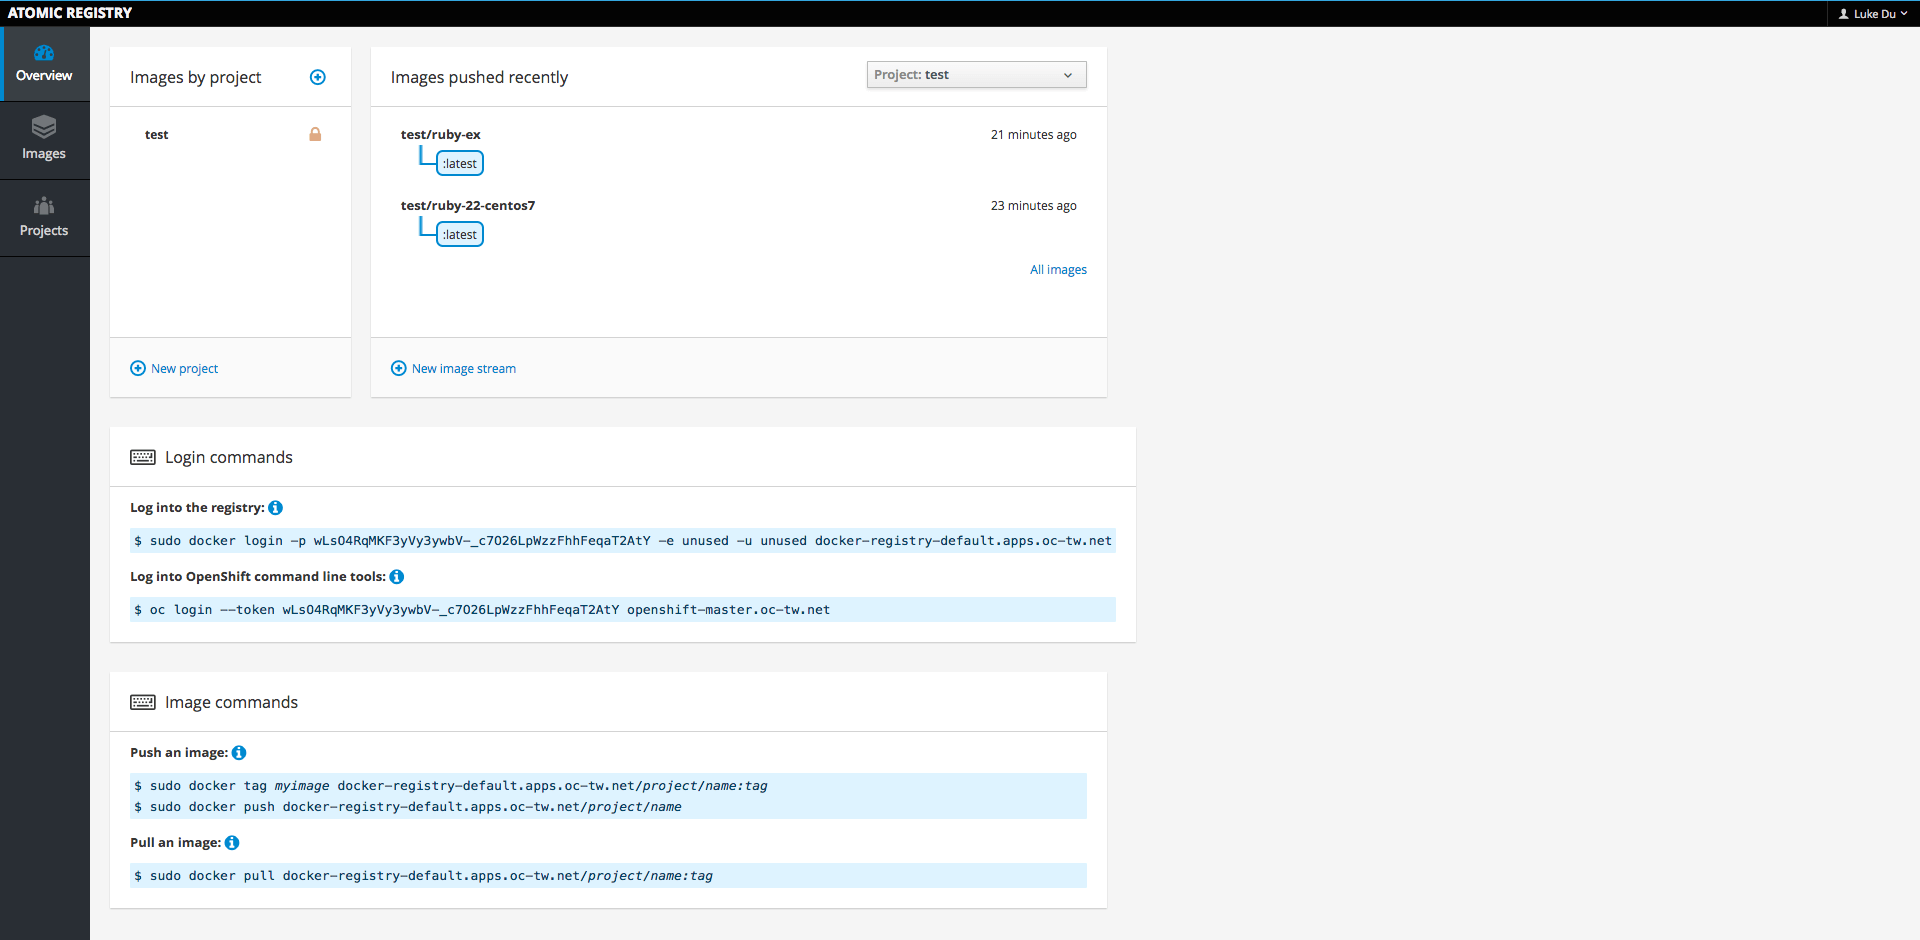 ATOMIC REGISTRY
Luke Du
Overview
Images
Projects
Images by project
test
New project
Images pushed recently
Project: test
test/ruby-ex
21 minutes ago
:latest
test/ruby-22-centos7
23 minutes ago
:latest
All images
New image stream
Login commands
Log into the registry:
$ sudo docker login -p wLsO4RqMKF3yVy3ywbV-_c7O26LpWzzFhhFeqaT2AtY -e unused -u unused docker-registry-default.apps.oc-tw.net
Log into OpenShift command line tools:
$ oc login --token wLsO4RqMKF3yVy3ywbV-_c7O26LpWzzFhhFeqaT2AtY openshift-master.oc-tw.net
Image commands
Push an image:
$ sudo docker tag myimage docker-registry-default.apps.oc-tw.net/project/name:tag
$ sudo docker push docker-registry-default.apps.oc-tw.net/project/name
Pull an image:
$ sudo docker pull docker-registry-default.apps.oc-tw.net/project/name:tag